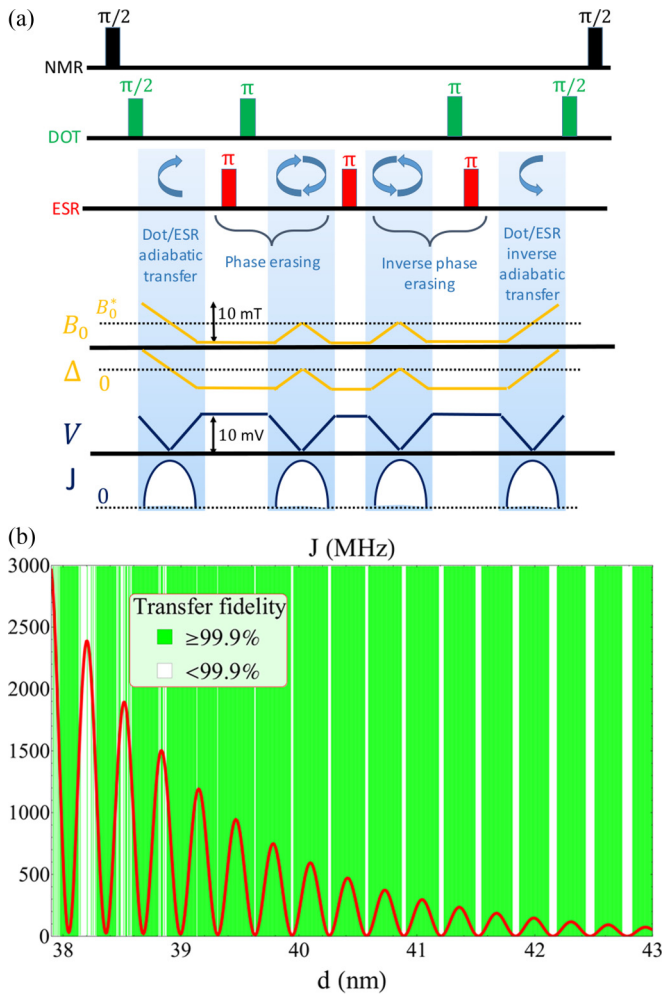 (a)
π/2 π/2
NMR
π/2 π π π/2
DOT
π π π
ESR
Dot/ESR
adiabatic
transfer
Phase erasing
Inverse phase
erasing
Dot/ESR
inverse
adiabatic
transfer
B₀ B₀* 10 mT
Δ 0
V 10 mV
J 0
(b)
J (MHz)
Transfer fidelity
≥99.9%
<99.9%
3000
2500
2000
1500
1000
500
0
38 39 40 41 42 43
d (nm)